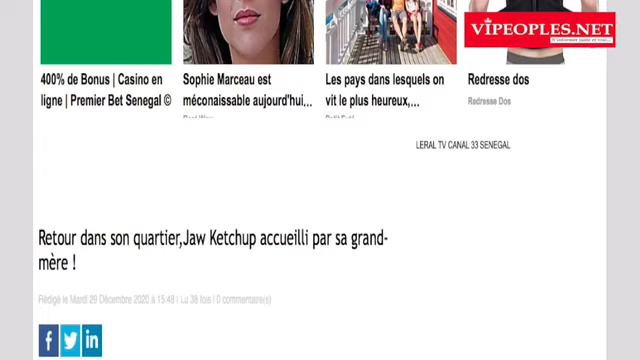 VIPEOPLES.NET
400% de Bonus | Casino en
ligne | Premier Bet Senegal ©
Sophie Marceau est
méconaissable aujourd'hui,...
Les pays dans lesquels on
vit le plus heureux,...
Redresse dos
Redresse Dos
LERAL TV CANAL 33 SENEGAL
Retour dans son quartier,Jaw Ketchup accueilli par sa grand-
mère !
Rédigé le Mardi 29 Décembre 2020 à 15:48 | Lu 38 fois | 0 commentaire(s)